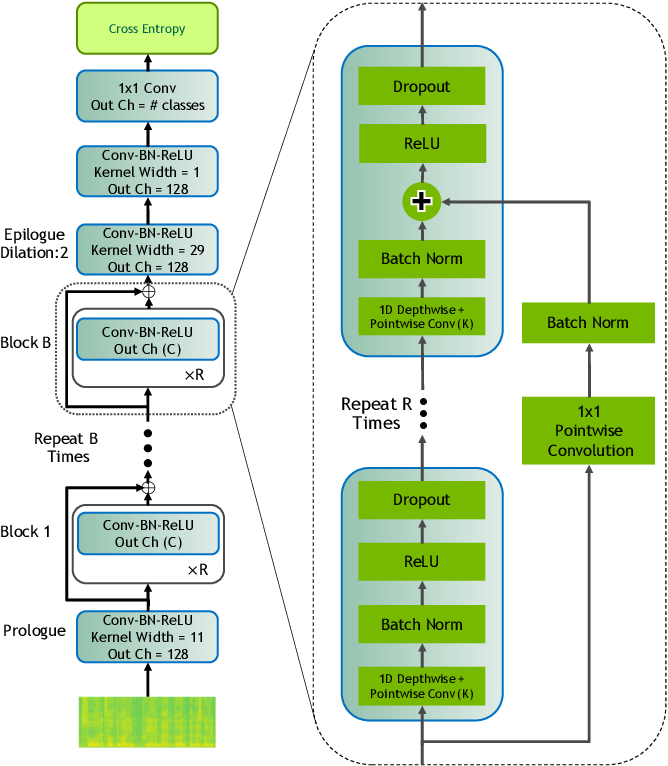 Cross Entropy
1x1 Conv
Out Ch = # classes
Conv-BN-ReLU
Kernel Width = 1
Out Ch = 128
Epilogue
Dilation:2
Conv-BN-ReLU
Kernel Width = 29
Out Ch = 128
Block B
Conv-BN-ReLU
Out Ch (C)
×R
Repeat B
Times
Block 1
Conv-BN-ReLU
Out Ch (C)
×R
Prologue
Conv-BN-ReLU
Kernel Width = 11
Out Ch = 128
Dropout
ReLU
+
Batch Norm
1D Depthwise +
Pointwise Conv (K)
Repeat R
Times
Dropout
ReLU
Batch Norm
1D Depthwise +
Pointwise Conv (K)
Batch Norm
1x1
Pointwise
Convolution